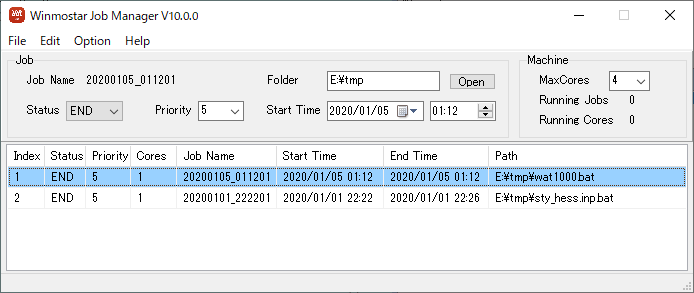 Winmostar Job Manager V10.0.0
File Edit Option Help
Job
Job Name 20200105_011201 Folder E:¥tmp Open
Status END Priority 5 Start Time 2020/01/05 01:12
Machine
MaxCores 4
Running Jobs 0
Running Cores 0
Index Status Priority Cores Job Name Start Time End Time Path
1 END 5 1 20200105_011201 2020/01/05 01:12 2020/01/05 01:12 E:¥tmp¥wat1000.bat
2 END 5 1 20200101_222201 2020/01/01 22:22 2020/01/01 22:26 E:¥tmp¥sty_hess.inp.bat